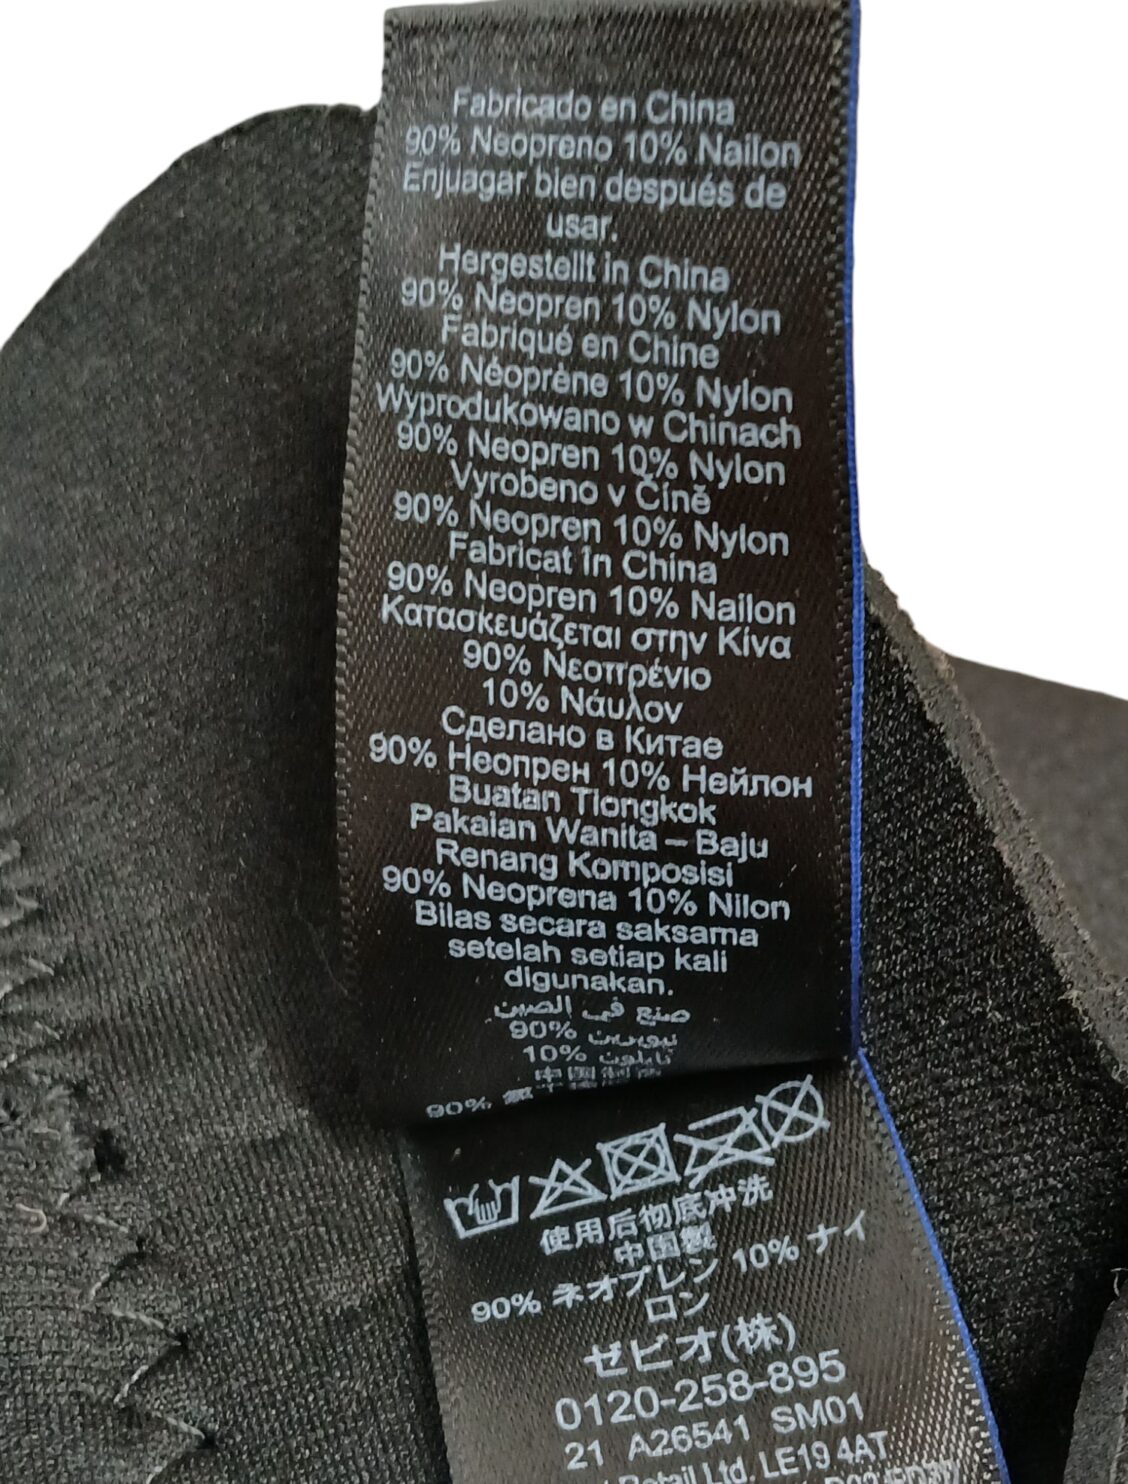 Fabricado en China
90% Neopreno 10% Nailon
Enjuagar bien después de
usar.
Hergestellt in China
90% Neopren 10% Nylon
Fabriqué en Chine
90% Néoprène 10% Nylon
Wyprodukowano w Chinach
90% Neopren 10% Nylon
Vyrobeno v Číně
90% Neopren 10% Nylon
Fabricat în China
90% Neopren 10% Nailon
Κατασκευάζεται στην Κίνα
90% Νεοπρένιο
10% Νάυλον
Сделано в Китае
90% Неопрен 10% Нейлон
Buatan Tiongkok
Pakaian Wanita – Baju
Renang Komposisi
90% Neoprena 10% Nilon
Bilas secara saksama
setelah setiap kali
digunakan.
صنع في الصين
90%
10%
90%
使用后彻底冲洗
中国製
90% ネオプレン 10% ナイ
ロン
ゼビオ(株)
0120-258-895
21 A26541 SM01
Retail Ltd. LE19 4AT